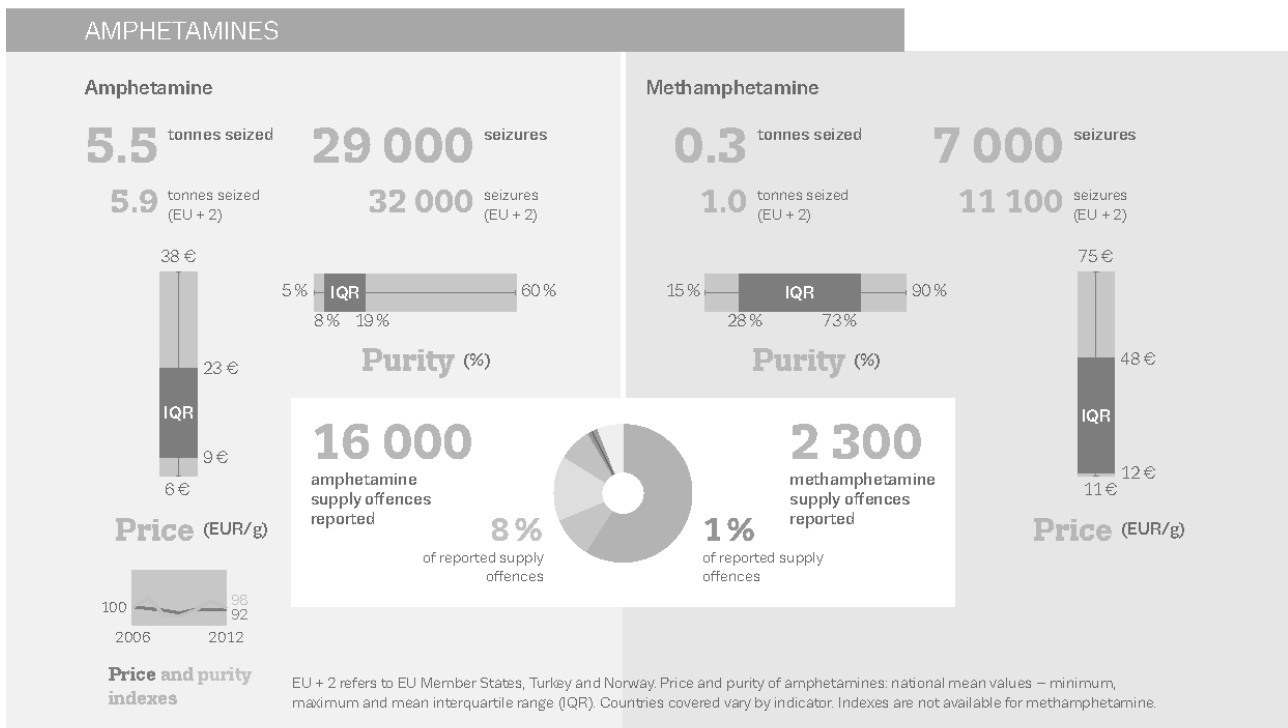 AMPHETAMINES
Amphetamine
5.5 tonnes seized
29 000 seizures
5.9 tonnes seized
(EU + 2)
32 000 seizures
(EU + 2)
38 €
23 €
IQR
9 €
6 €
Price (EUR/g)
5 %
IQR
60 %
8 %
19 %
Purity (%)
100
98
92
2006
2012
Price and purity
indexes
Methamphetamine
0.3 tonnes seized
7 000 seizures
1.0 tonnes seized
(EU + 2)
11 100 seizures
(EU + 2)
15 %
IQR
90 %
28 %
73 %
Purity (%)
75 €
48 €
IQR
12 €
11 €
Price (EUR/g)
16 000
amphetamine
supply offences
reported
8 %
of reported supply
offences
2 300
methamphetamine
supply offences
reported
1 %
of reported supply
offences
EU + 2 refers to EU Member States, Turkey and Norway. Price and purity of amphetamines: national mean values – minimum,
maximum and mean interquartile range (IQR). Countries covered vary by indicator. Indexes are not available for methamphetamine.